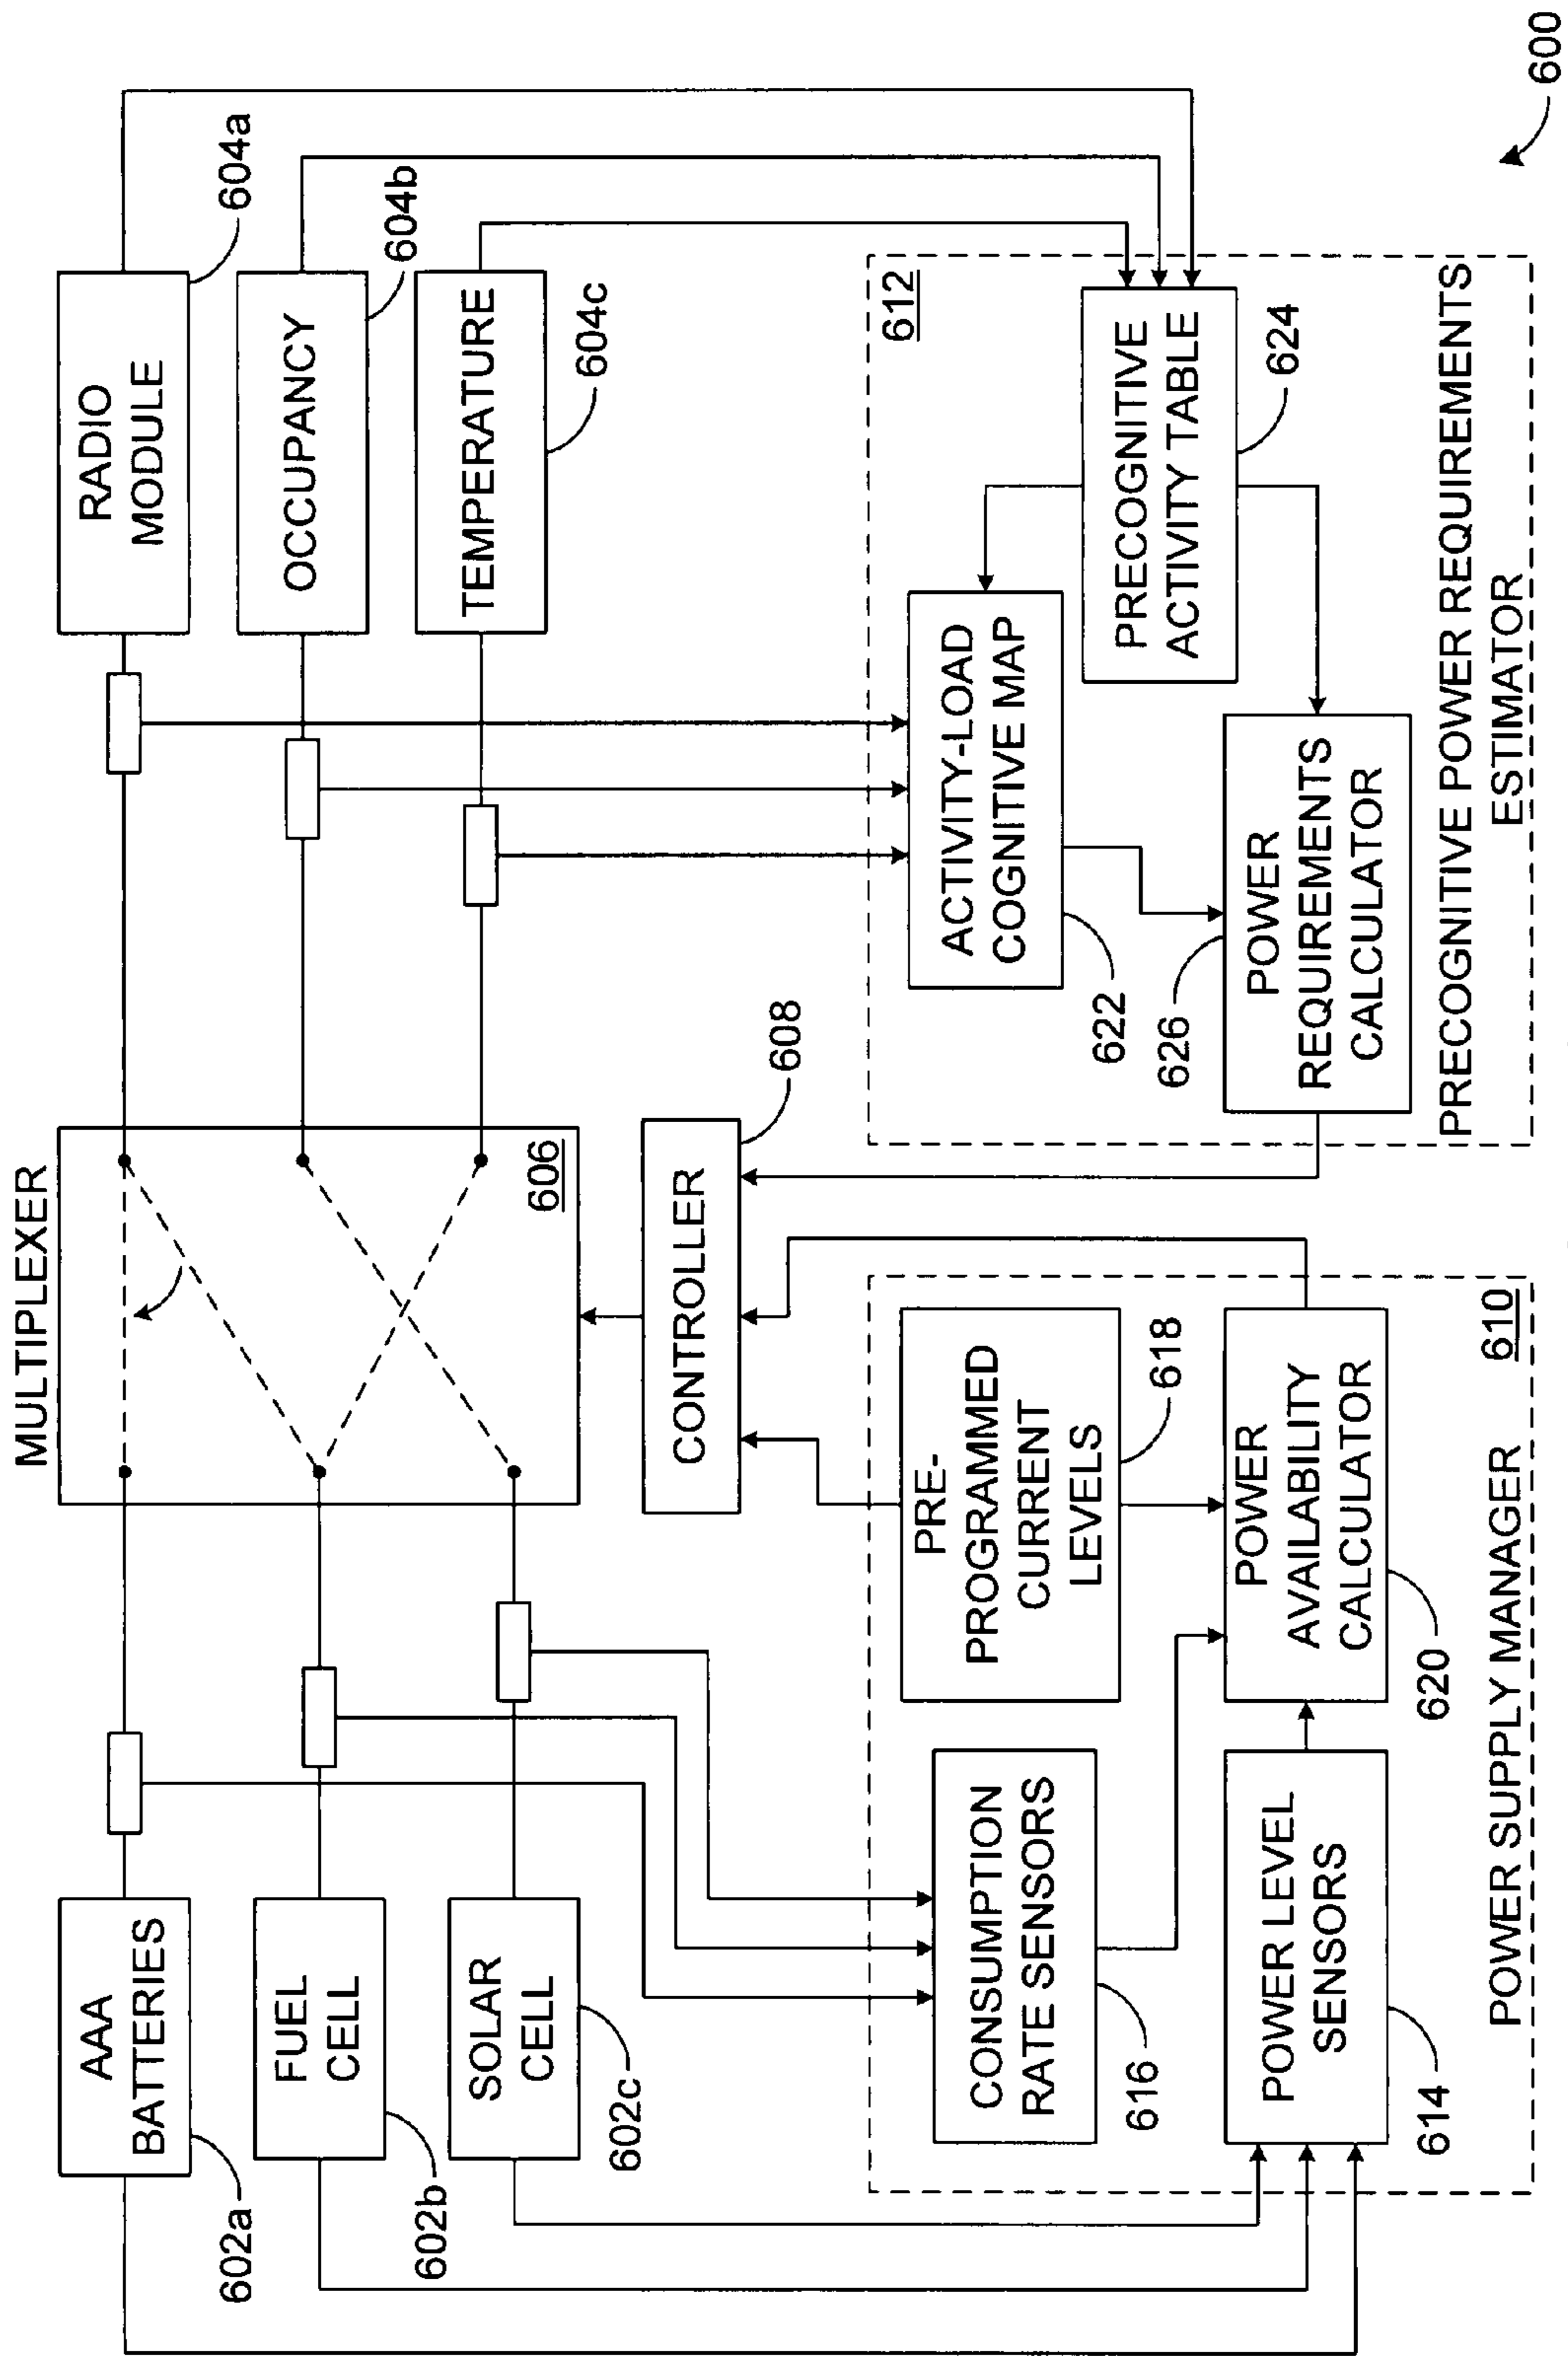 MULTIPLEXER
AAA
BATTERIES
602a
FUEL
CELL
602b
SOLAR
CELL
602c
606
RADIO
MODULE
604a
OCCUPANCY
604b
TEMPERATURE
604c
CONTROLLER
608
CONSUMPTION
RATE SENSORS
616
PRE-
PROGRAMMED
CURRENT
LEVELS
618
POWER LEVEL
SENSORS
614
POWER
AVAILABILITY
CALCULATOR
620
610
POWER SUPPLY MANAGER
612
ACTIVITY-LOAD
COGNITIVE MAP
622
PRECOGNITIVE
ACTIVITY TABLE
624
626
POWER
REQUIREMENTS
CALCULATOR
PRECOGNITIVE POWER REQUIREMENTS
ESTIMATOR
600